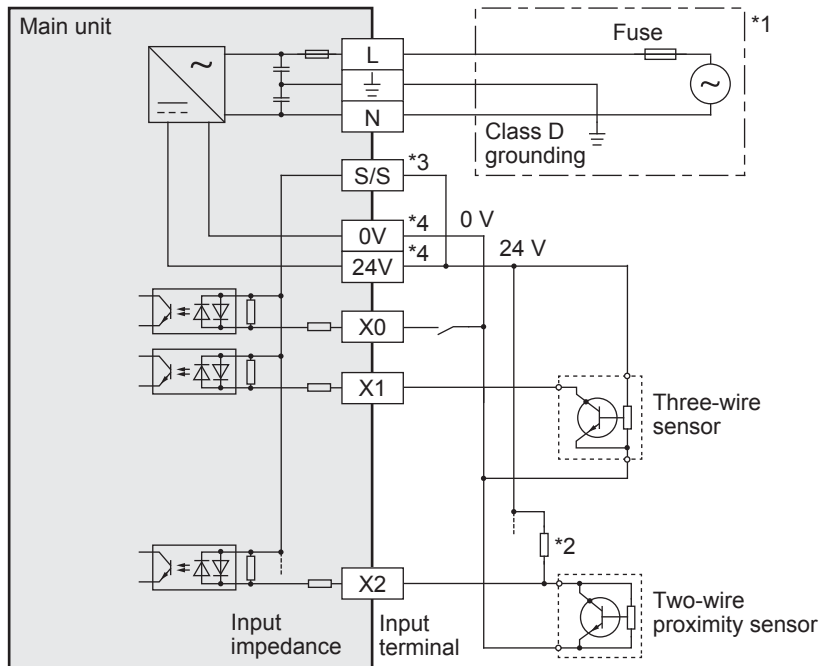 Main unit
L
N
S/S
0V
24V
X0
X1
X2
*1
Fuse
Class D
grounding
*3
*4
*4
0 V
24 V
Three-wire
sensor
*2
Two-wire
proximity sensor
Input
impedance
Input
terminal